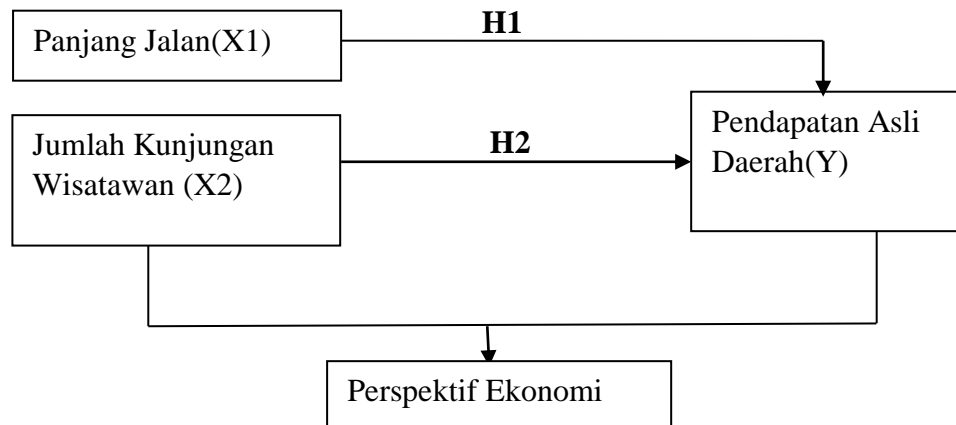 H1
Panjang Jalan(X1)
Jumlah Kunjungan
Wisatawan (X2)
H2
Pendapatan Asli
Daerah(Y)
Perspektif Ekonomi